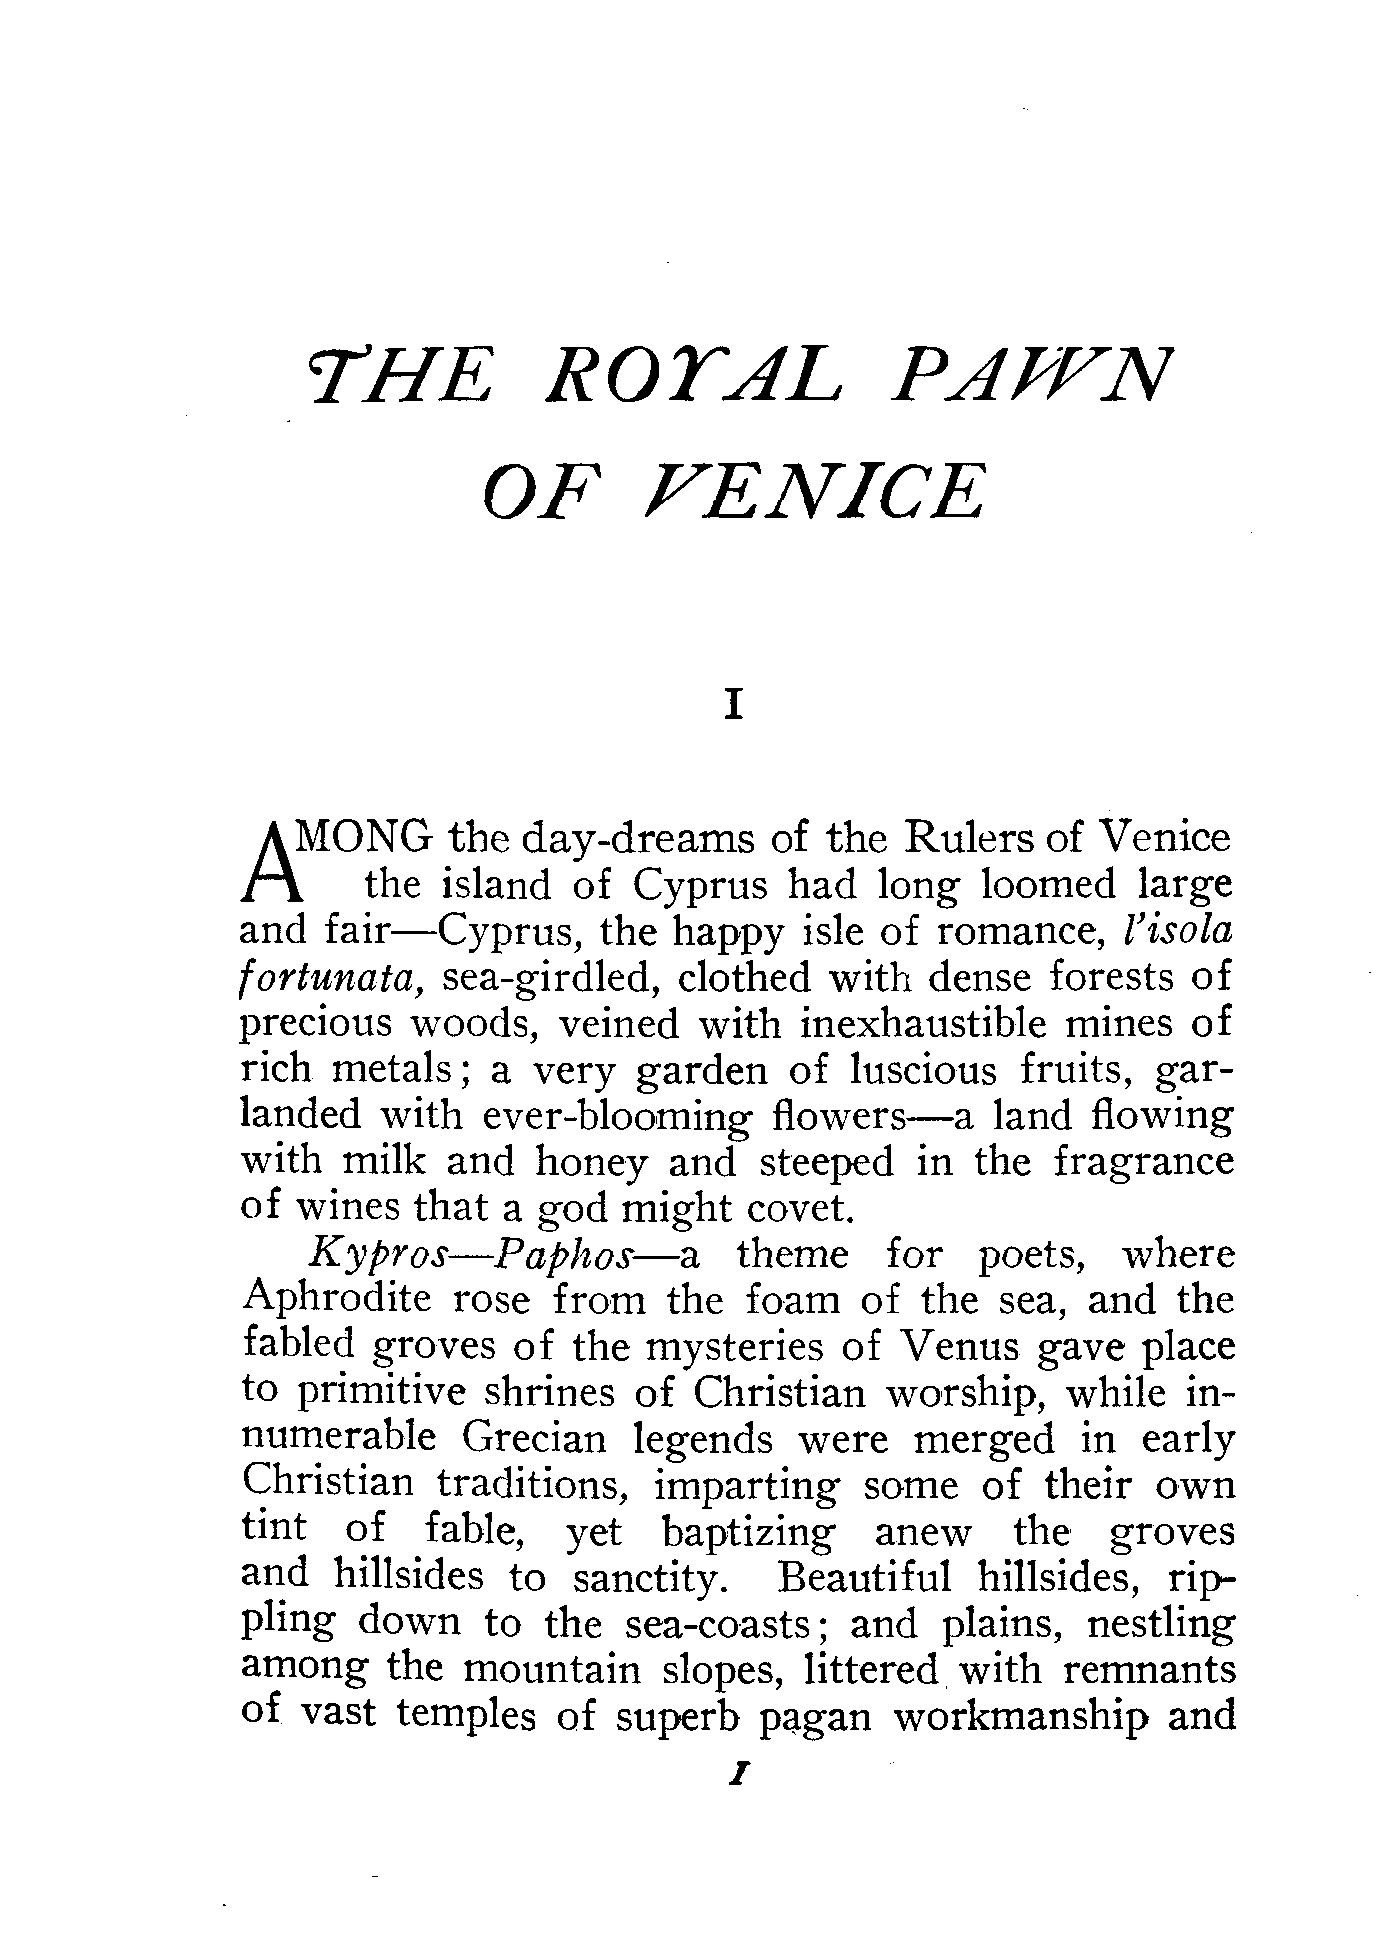 THE ROYAL PAWN
OF VENICE
I
AMONG the day-dreams of the Rulers of Venice
the island of Cyprus had long loomed large
and fair—Cyprus, the happy isle of romance, l'isola
fortunata, sea-girdled, clothed with dense forests of
precious woods, veined with inexhaustible mines of
rich metals; a very garden of luscious fruits, gar-
landed with ever-blooming flowers—a land flowing
with milk and honey and steeped in the fragrance
of wines that a god might covet.
Kypros—Paphos—a theme for poets, where
Aphrodite rose from the foam of the sea, and the
fabled groves of the mysteries of Venus gave place
to primitive shrines of Christian worship, while in-
numerable Grecian legends were merged in early
Christian traditions, imparting some of their own
tint of fable, yet baptizing anew the groves
and hillsides to sanctity. Beautiful hillsides, rip-
pling down to the sea-coasts; and plains, nestling
among the mountain slopes, littered with remnants
of vast temples of superb pagan workmanship and
1